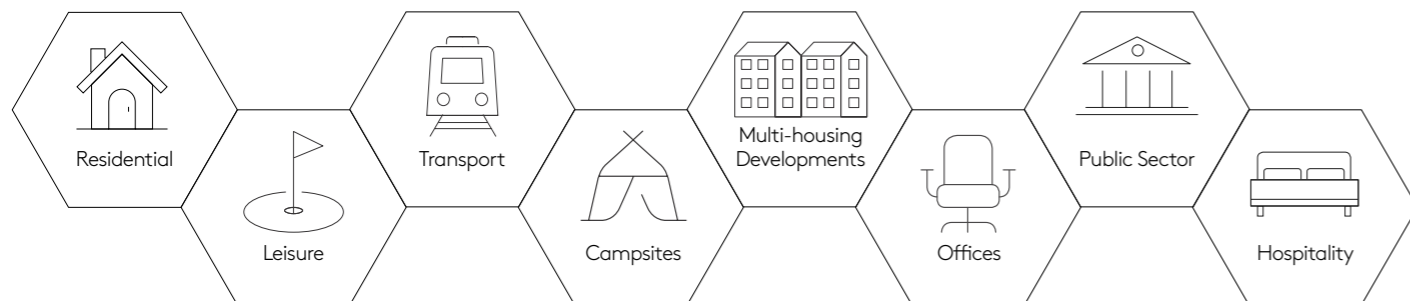 Residential
Leisure
Transport
Campsites
Multi-housing
Developments
Offices
Public Sector
Hospitality